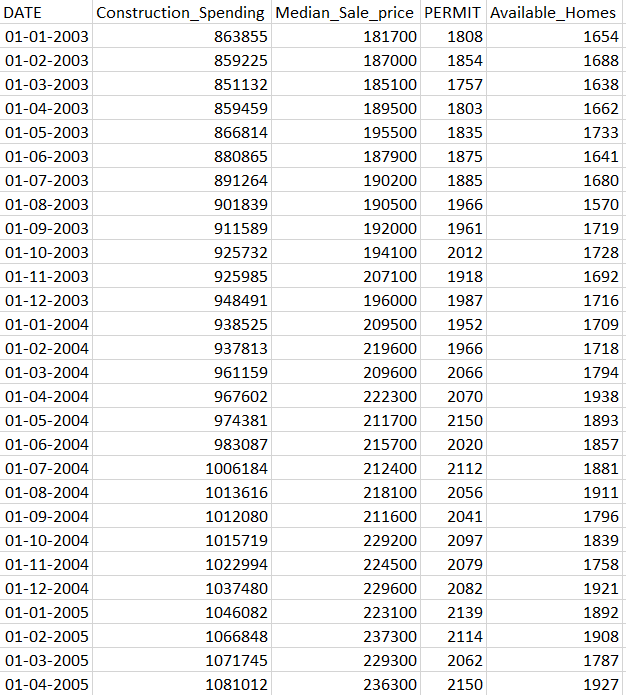 DATE Construction_Spending Median_Sale_price PERMIT Available_Homes
01-01-2003 863855 181700 1808 1654
01-02-2003 859225 187000 1854 1688
01-03-2003 851132 185100 1757 1638
01-04-2003 859459 189500 1803 1662
01-05-2003 866814 195500 1835 1733
01-06-2003 880865 187900 1875 1641
01-07-2003 891264 190200 1885 1680
01-08-2003 901839 190500 1966 1570
01-09-2003 911589 192000 1961 1719
01-10-2003 925732 194100 2012 1728
01-11-2003 925985 207100 1918 1692
01-12-2003 948491 196000 1987 1716
01-01-2004 938525 209500 1952 1709
01-02-2004 937813 219600 1966 1718
01-03-2004 961159 209600 2066 1794
01-04-2004 967602 222300 2070 1938
01-05-2004 974381 211700 2150 1893
01-06-2004 983087 215700 2020 1857
01-07-2004 1006184 212400 2112 1881
01-08-2004 1013616 218100 2056 1911
01-09-2004 1012080 211600 2041 1796
01-10-2004 1015719 229200 2097 1839
01-11-2004 1022994 224500 2079 1758
01-12-2004 1037480 229600 2082 1921
01-01-2005 1046082 223100 2139 1892
01-02-2005 1066848 237300 2114 1908
01-03-2005 1071745 229300 2062 1787
01-04-2005 1081012 236300 2150 1927